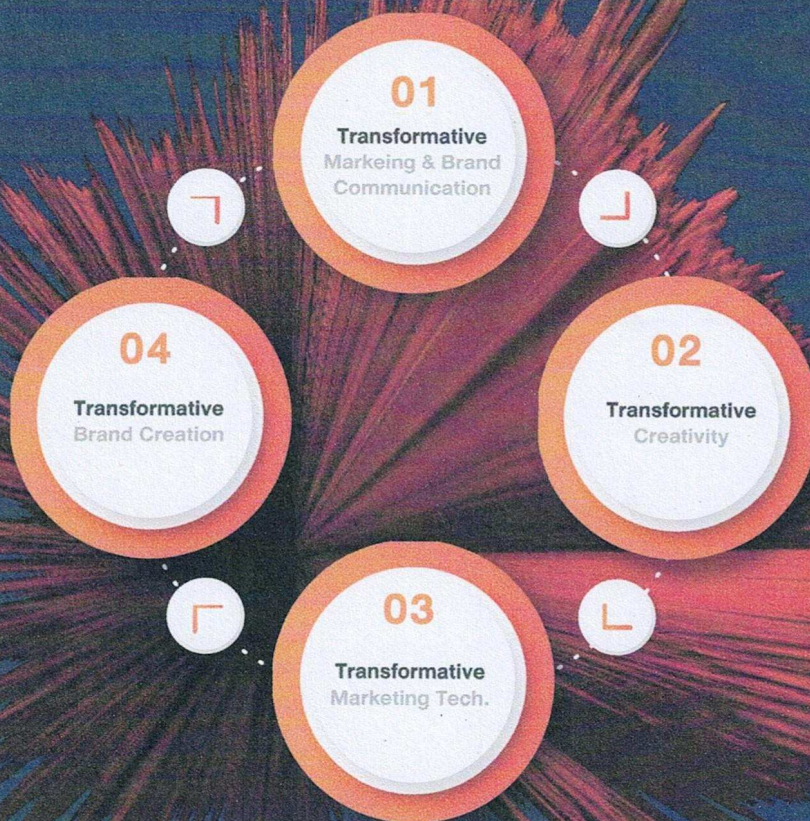 01
Transformative
Markeing & Brand
Communication
02
Transformative
Creativity
03
Transformative
Marketing Tech.
04
Transformative
Brand Creation